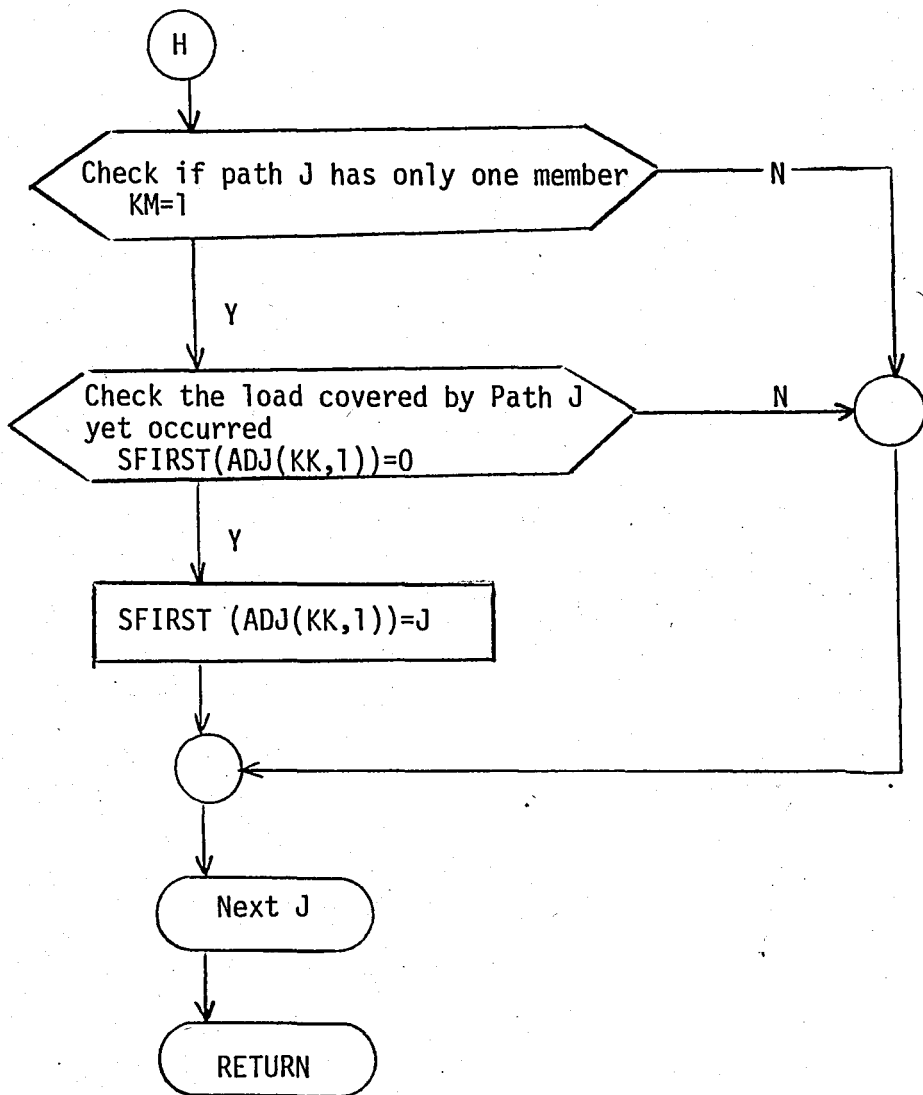 H
Check if path J has only one member
KM=1
N
Y
Check the load covered by Path J
yet occurred
SFIRST(ADJ(KK,1))=0
N
Y
SFIRST (ADJ(KK,1))=J
Next J
RETURN